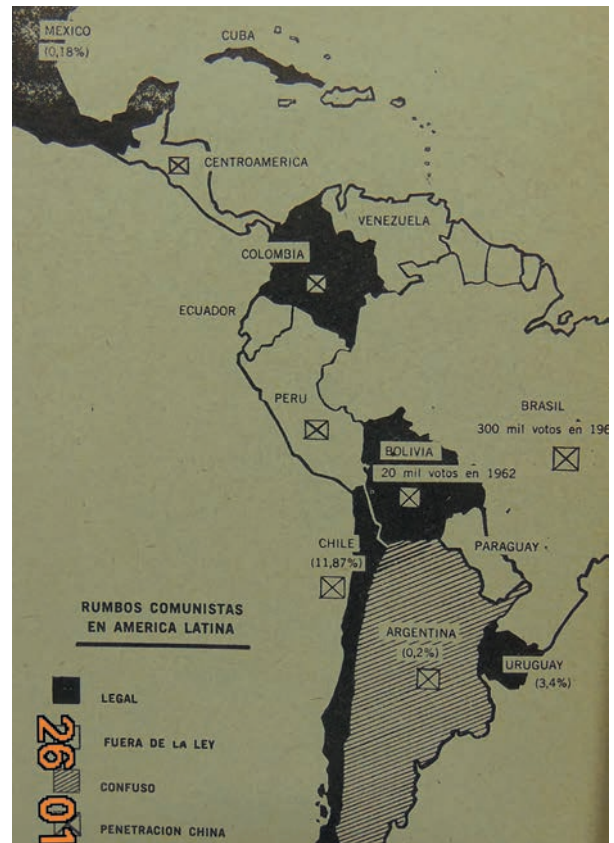 MEXICO
(0,18%)
CUBA
CENTROAMERICA
VENEZUELA
COLOMBIA
ECUADOR
PERU
BRASIL
300 mil votos en 196
BOLIVIA
20 mil votos en 1962
CHILE
(11,87%)
PARAGUAY
ARGENTINA
(0,2%)
URUGUAY
(3,4%)
RUMBOS COMUNISTAS
EN AMERICA LATINA
LEGAL
FUERA DE LA LEY
CONFUSO
PENETRACION CHINA
26 01